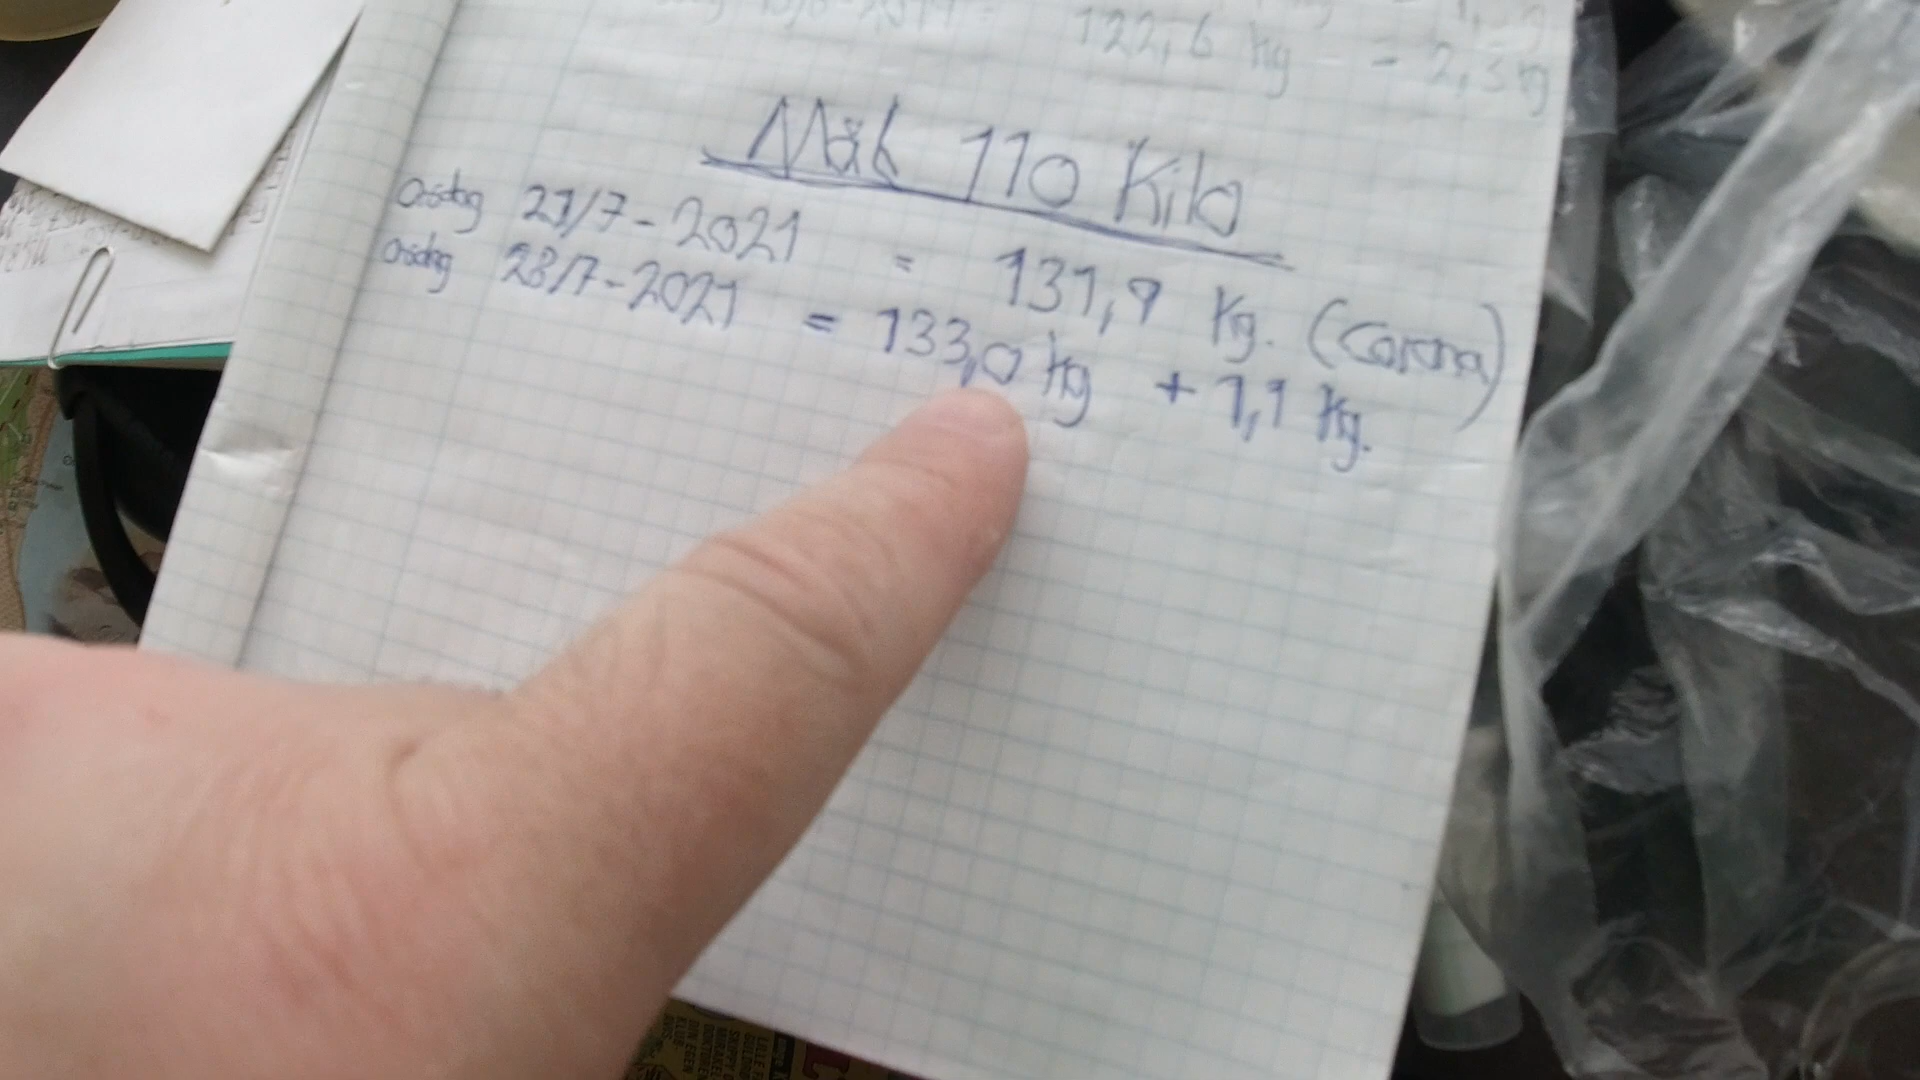 122,6 kg = 2,3 kg
Mål 110 Kilo
Onsdag 21/7-2021 = 131,9 Kg. (Corona)
Onsdag 28/7-2021 = 133,0 kg + 1,1 Kg.